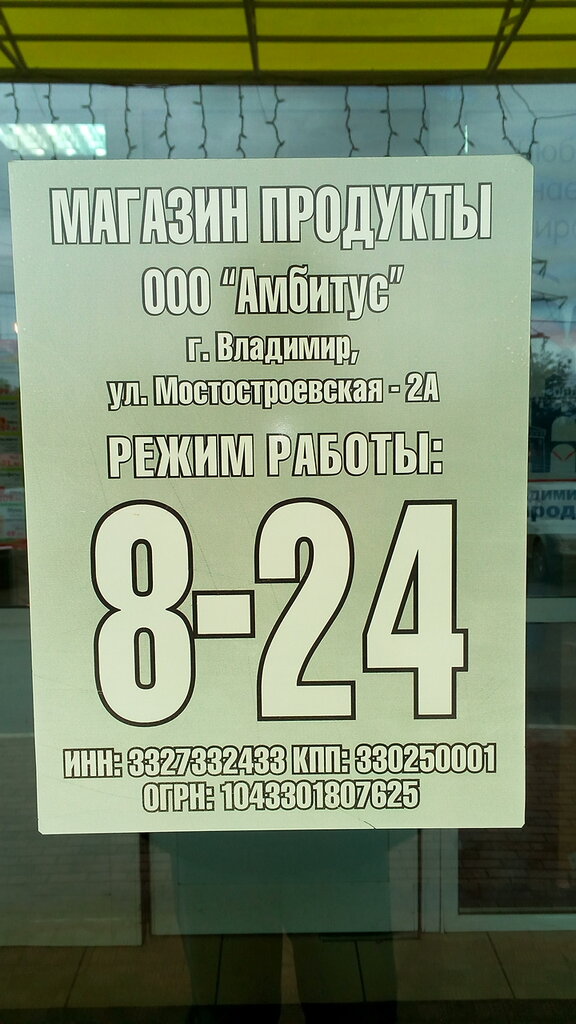 МАГАЗИН ПРОДУКТЫ
ООО "Амбитус"
г. Владимир,
ул. Мостостроевская - 2А
РЕЖИМ РАБОТЫ:
8-24
ИНН: 3327332433 КПП: 330250001
ОГРН: 1043301807625